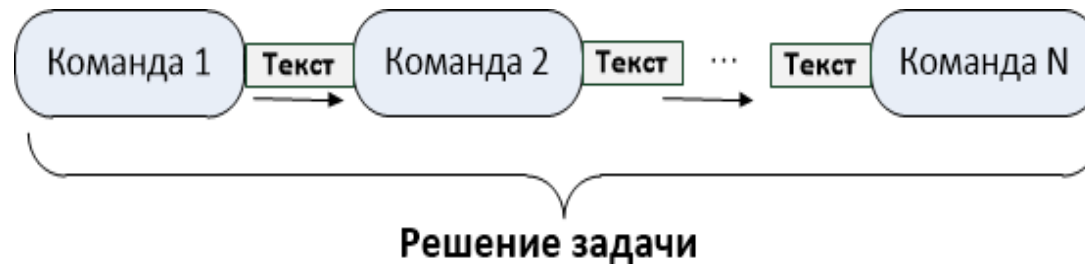 Команда 1 Текст Команда 2 Текст ... Текст Команда N
Решение задачи